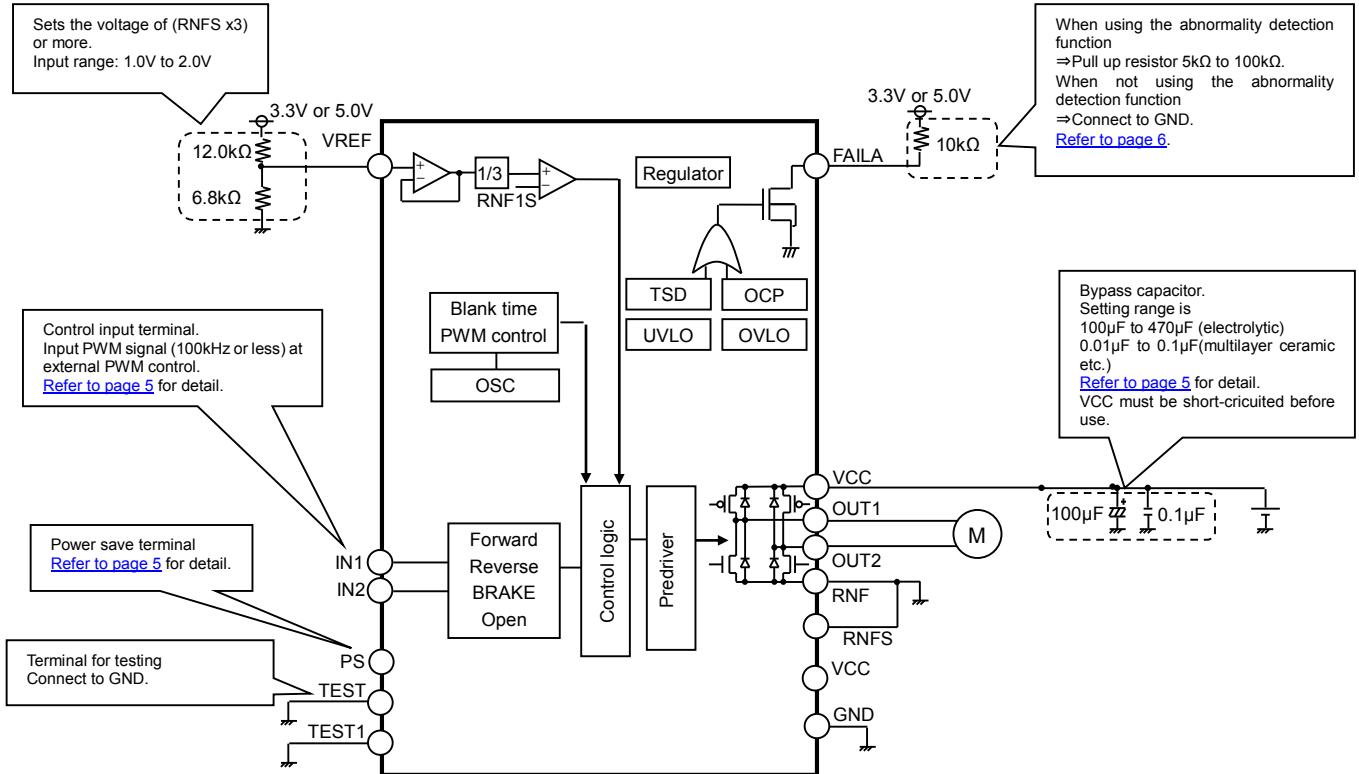 Sets the voltage of (RNFS x3)
or more.
Input range: 1.0V to 2.0V
When using the abnormality detection
function
⇒Pull up resistor 5kΩ to 100kΩ.
When not using the abnormality
detection function
⇒Connect to GND.
Refer to page 6.
3.3V or 5.0V
VREF
12.0kΩ
6.8kΩ
1/3
RNF1S
Regulator
3.3V or 5.0V
FAILA
10kΩ
TSD
OCP
UVLO
OVLO
Blank time
PWM control
OSC
Control input terminal.
Input PWM signal (100kHz or less) at
external PWM control.
Refer to page 5 for detail.
Bypass capacitor.
Setting range is
100µF to 470µF (electrolytic)
0.01µF to 0.1µF(multilayer ceramic
etc.)
Refer to page 5 for detail.
VCC must be short-cricuited before
use.
VCC
OUT1
OUT2
RNF
RNFS
VCC
GND
M
100µF
+
0.1µF
Power save terminal
Refer to page 5 for detail.
IN1
IN2
Forward
Reverse
BRAKE
Open
Control logic
Predriver
PS
Terminal for testing
Connect to GND.
TEST
TEST1